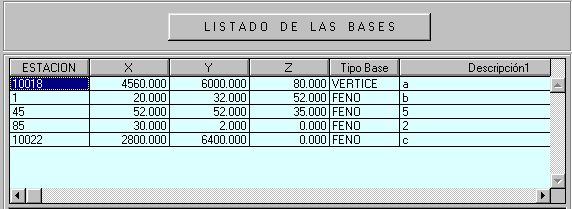 LISTADO DE LAS BASES
ESTACION X Y Z Tipo Base Descripción1
10018 4560.000 6000.000 80.000 VERTICE a
1 20.000 32.000 52.000 FENO b
45 52.000 52.000 35.000 FENO 5
85 30.000 2.000 0.000 FENO 2
10022 2800.000 6400.000 0.000 FENO c